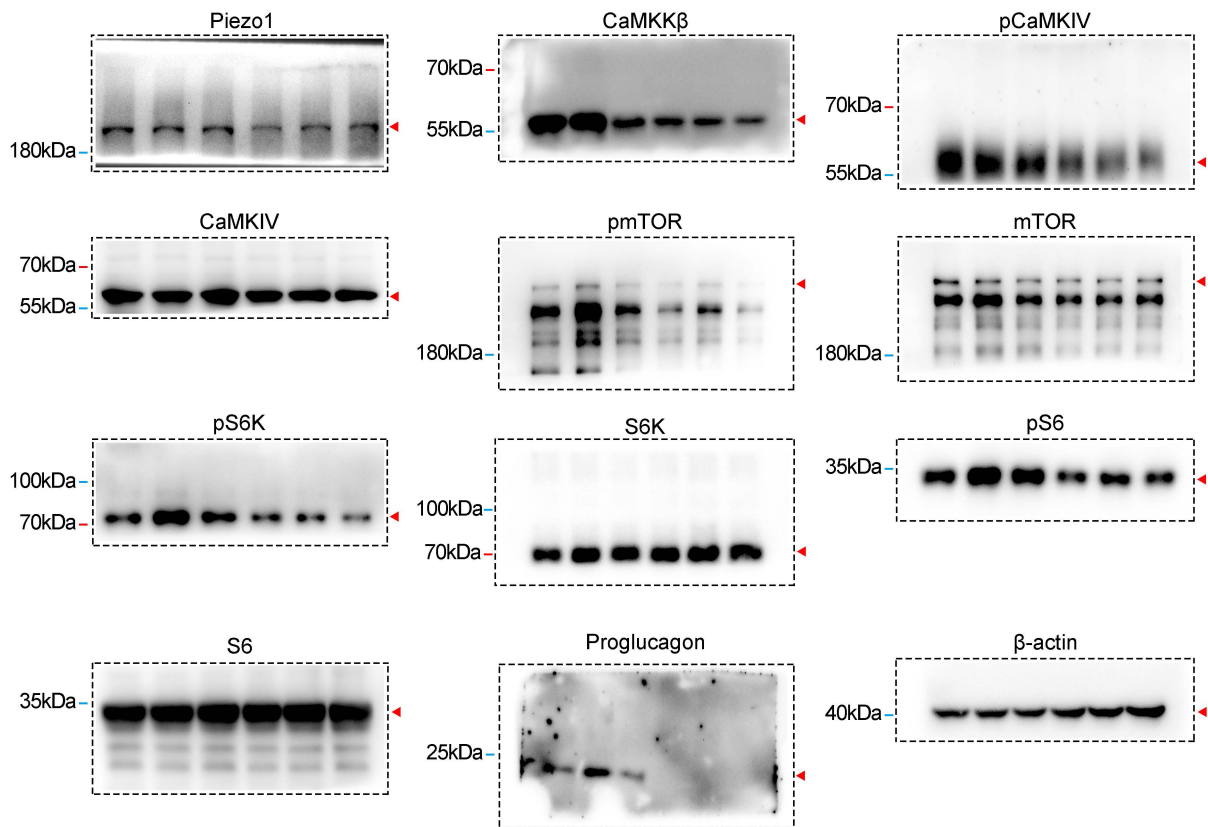 Piezo1
180kDa
CaMKKβ
70kDa
55kDa
pCaMKIV
70kDa
55kDa
CaMKIV
70kDa
55kDa
pmTOR
180kDa
mTOR
180kDa
pS6K
100kDa
70kDa
S6K
100kDa
70kDa
pS6
35kDa
S6
35kDa
Proglucagon
25kDa
β-actin
40kDa